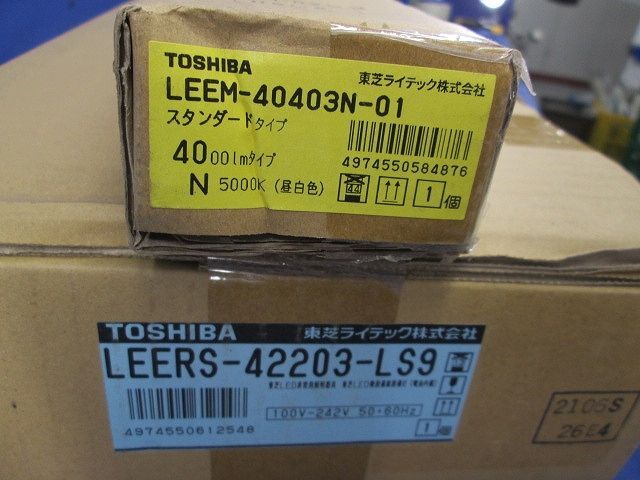 TOSHIBA 東芝ライテック株式会社
LEEM-40403N-01
スタンダードタイプ
4000lmタイプ
4974550584876
N 5000K (昼白色)
1個
TOSHIBA 東芝ライテック株式会社
LEERS-42203-LS9
100V-242V 50・60Hz
4974550612548
1個
2106S
26E4